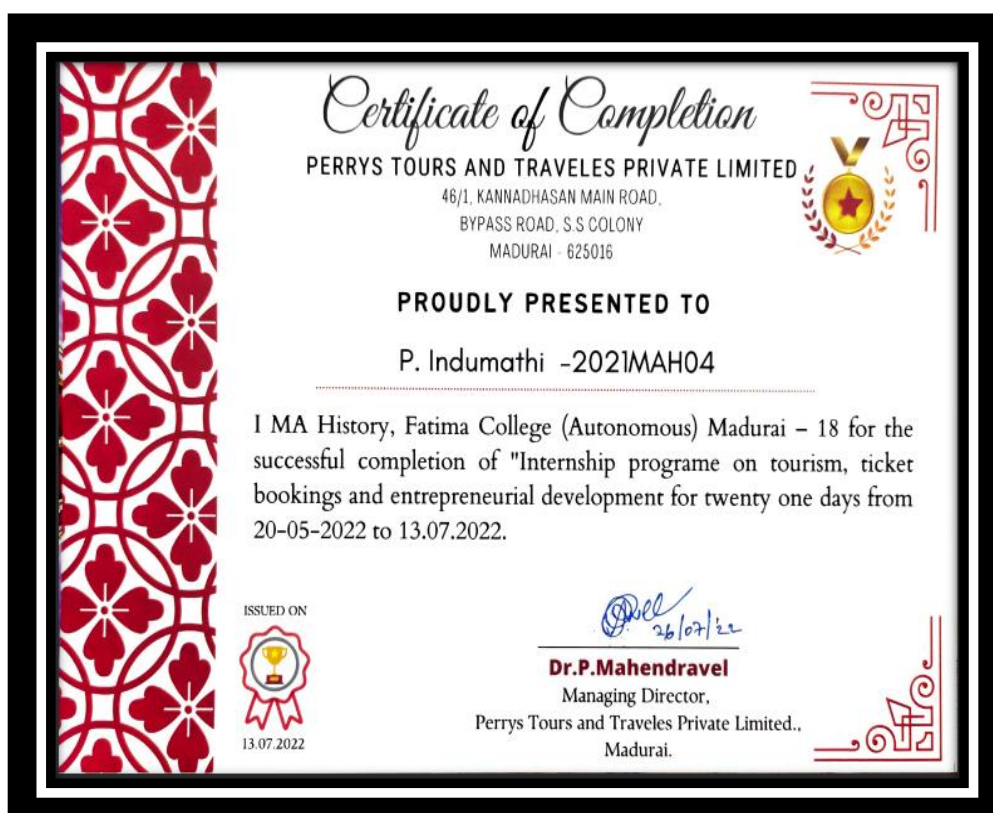 Certificate of Completion
PERRYS TOURS AND TRAVELES PRIVATE LIMITED
46/1, KANNADHASAN MAIN ROAD,
BYPASS ROAD, S.S COLONY
MADURAI - 625016
PROUDLY PRESENTED TO
P. Indumathi -2021MAH04
I MA History, Fatima College (Autonomous) Madurai – 18 for the
successful completion of "Internship programe on tourism, ticket
bookings and entrepreneurial development for twenty one days from
20-05-2022 to 13.07.2022.
ISSUED ON
13.07.2022
26/07/22
Dr.P.Mahendravel
Managing Director,
Perrys Tours and Traveles Private Limited.,
Madurai.